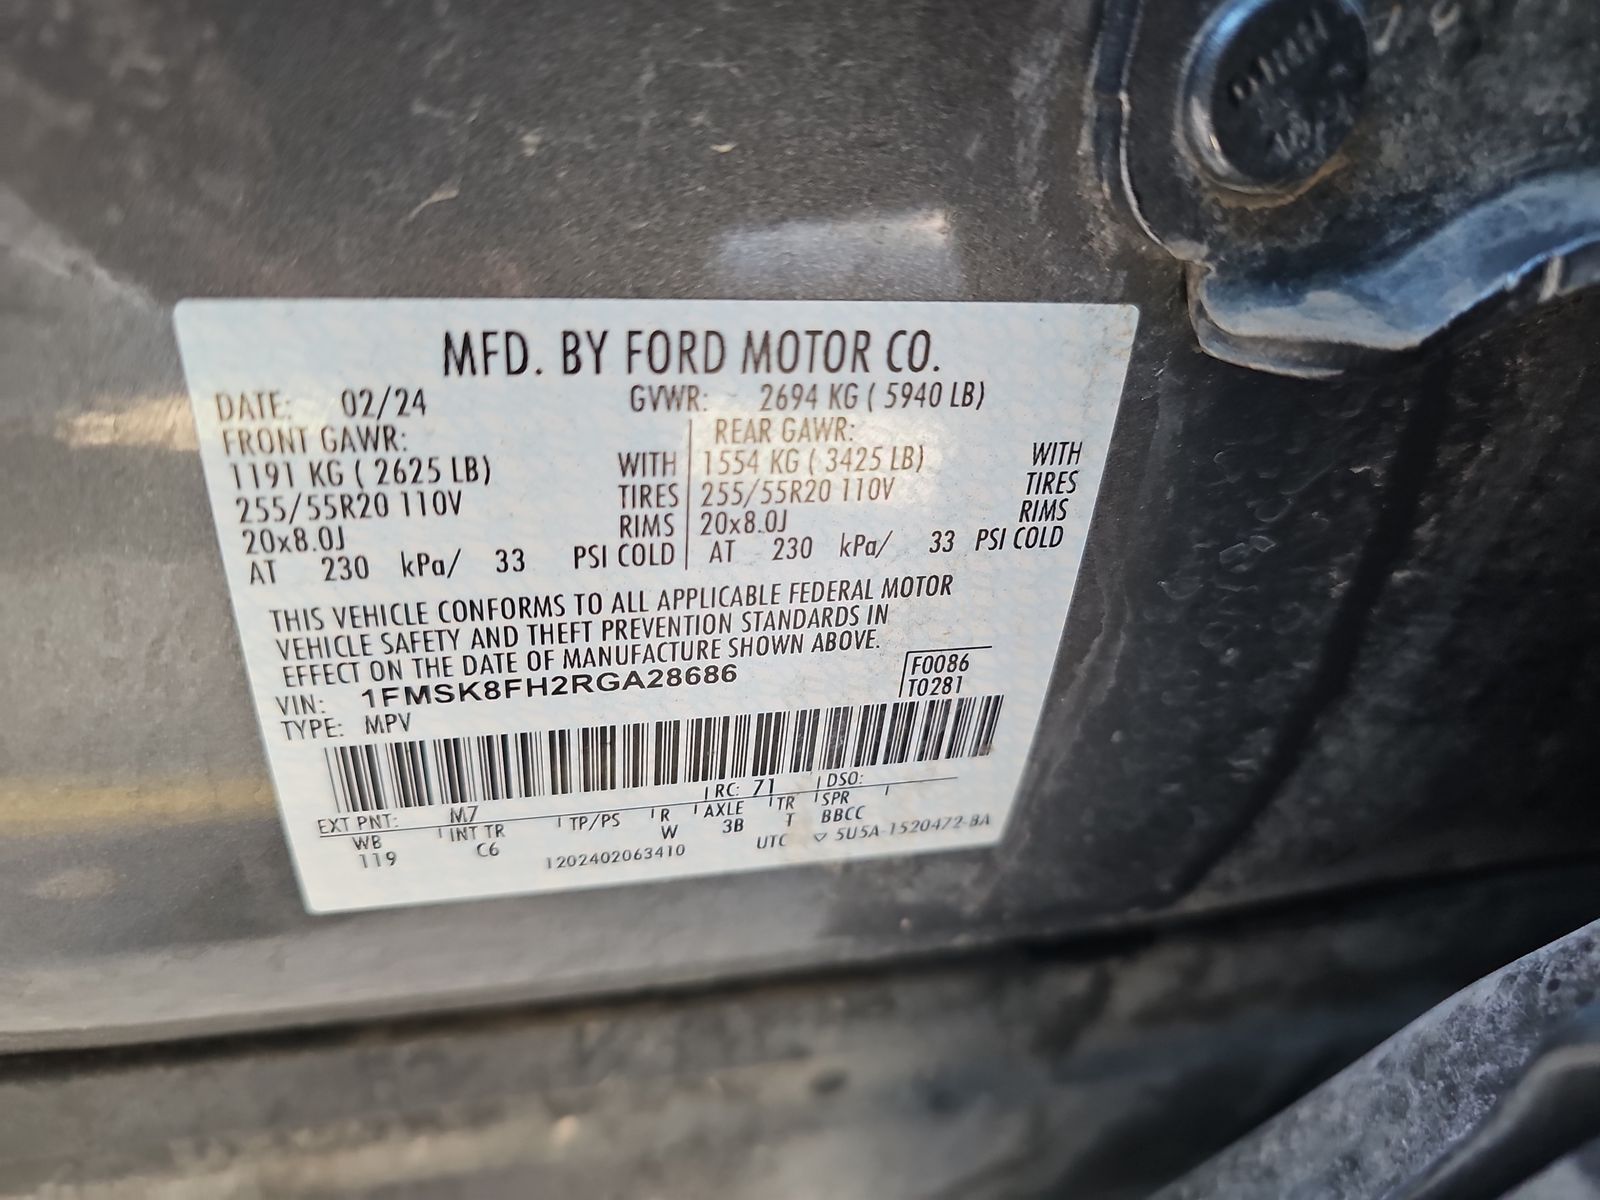 MFD. BY FORD MOTOR CO.
DATE: 02/24 GVWR: 2694 KG ( 5940 LB)
FRONT GAWR: REAR GAWR:
1191 KG ( 2625 LB) WITH 1554 KG ( 3425 LB) WITH
255/55R20 110V TIRES 255/55R20 110V TIRES
20x8.0J RIMS 20x8.0J RIMS
AT 230 kPa/ 33 PSI COLD AT 230 kPa/ 33 PSI COLD
THIS VEHICLE CONFORMS TO ALL APPLICABLE FEDERAL MOTOR
VEHICLE SAFETY AND THEFT PREVENTION STANDARDS IN
EFFECT ON THE DATE OF MANUFACTURE SHOWN ABOVE.
VIN: 1FMSK8FH2RGA28686 F0086
TYPE: MPV T0281
EXT PNT: M7 RC: 71 DSO:
WB INT TR TP/PS R AXLE TR SPR
119 C6 W 3B T BBCC
1202402063410 UTC ▽ 5U5A-1520472-BA